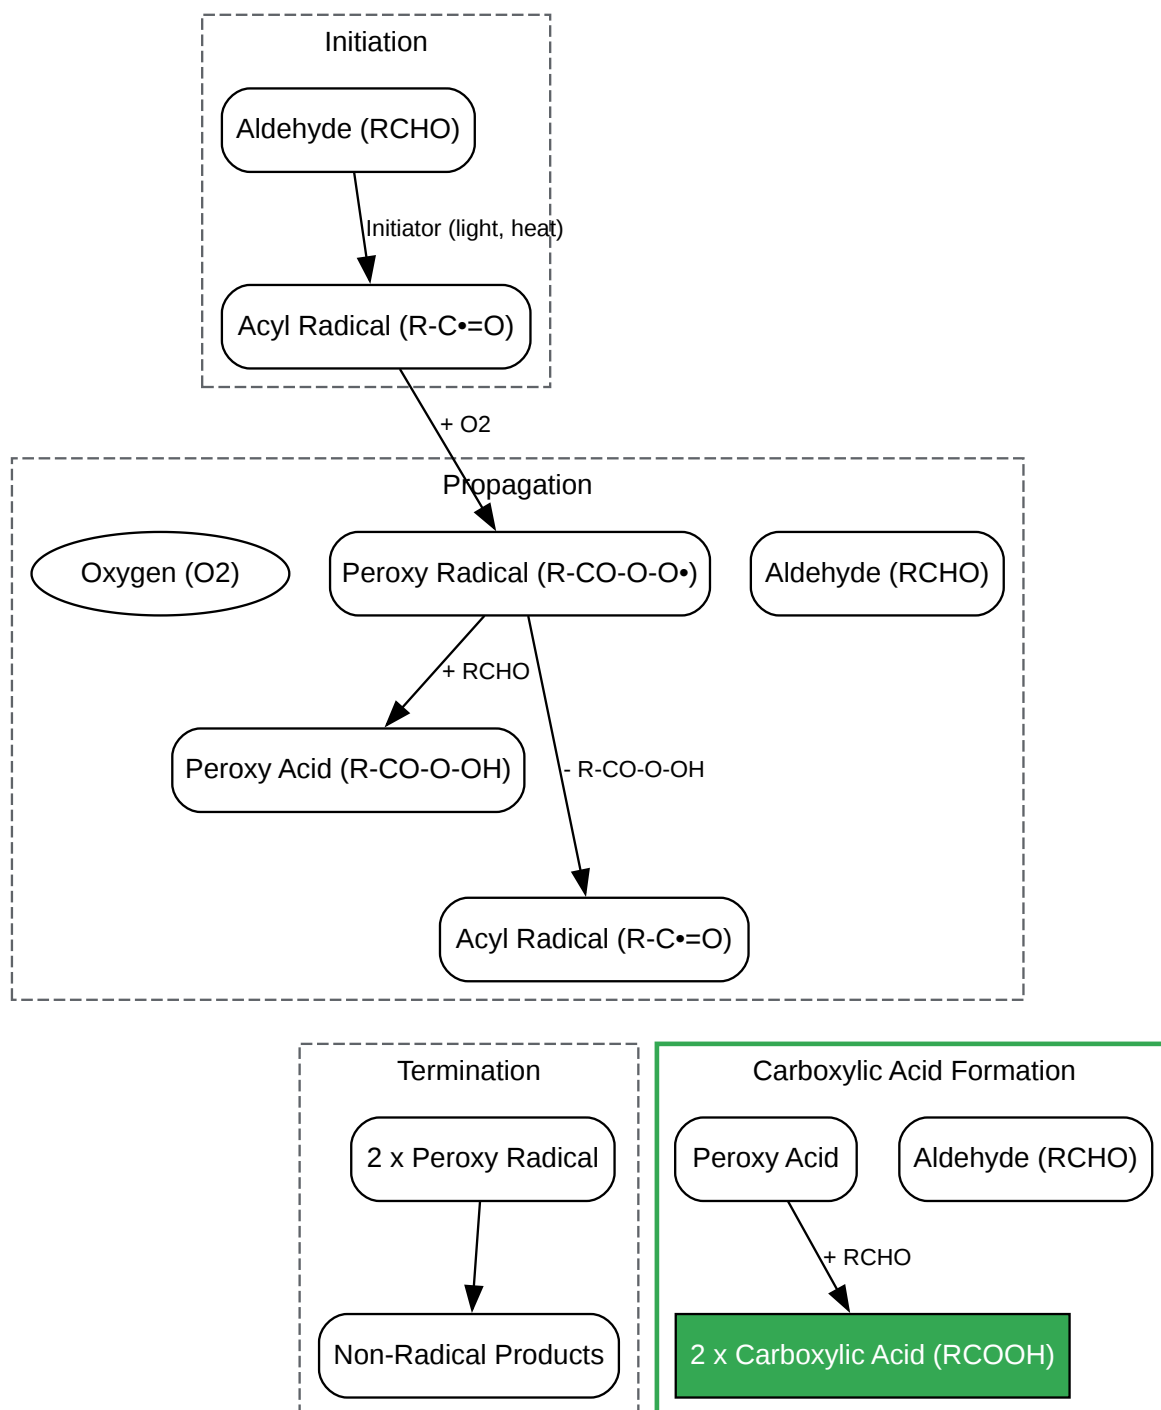 Initiation
Aldehyde (RCHO)
Initiator (light, heat)
Acyl Radical (R-C•=O)
+ O2
Propagation
Oxygen (O2)
Peroxy Radical (R-CO-O-O•)
Aldehyde (RCHO)
+ RCHO
Peroxy Acid (R-CO-O-OH)
- R-CO-O-OH
Acyl Radical (R-C•=O)
Termination
2 x Peroxy Radical
Non-Radical Products
Carboxylic Acid Formation
Peroxy Acid
Aldehyde (RCHO)
+ RCHO
2 x Carboxylic Acid (RCOOH)